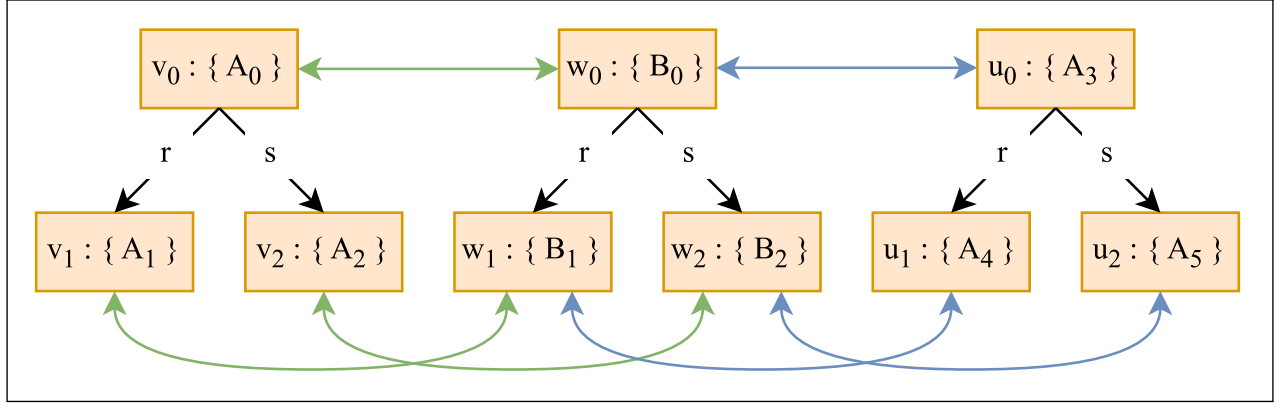 v₀ : { A₀ } w₀ : { B₀ } u₀ : { A₃ }
r s r s r s
v₁ : { A₁ } v₂ : { A₂ } w₁ : { B₁ } w₂ : { B₂ } u₁ : { A₄ } u₂ : { A₅ }